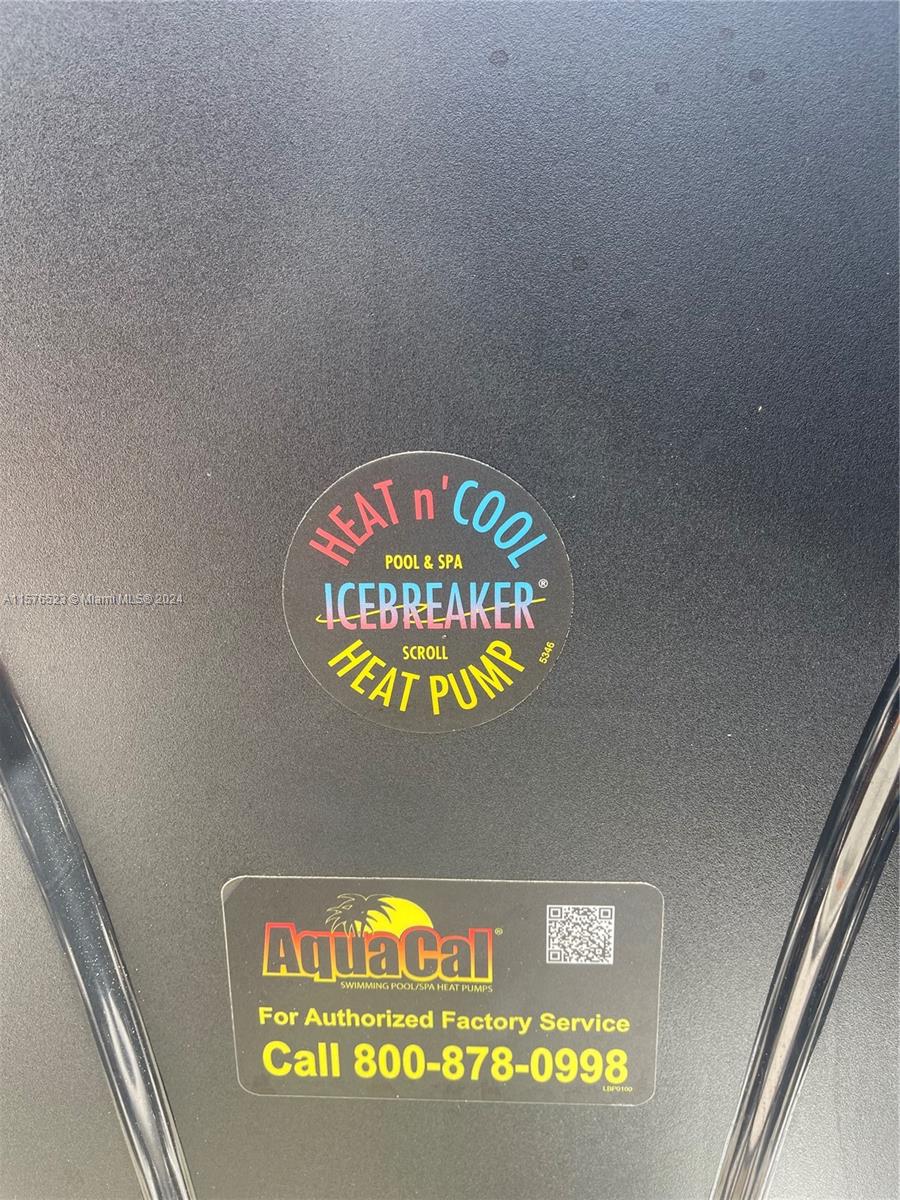 HEAT n' COOL
POOL & SPA
ICEBREAKER®
SCROLL
HEAT PUMP
5346
A11576523 © Miami MLS® 2024
AquaCal®
SWIMMING POOL/SPA HEAT PUMPS
For Authorized Factory Service
Call 800-878-0998
LBP0100